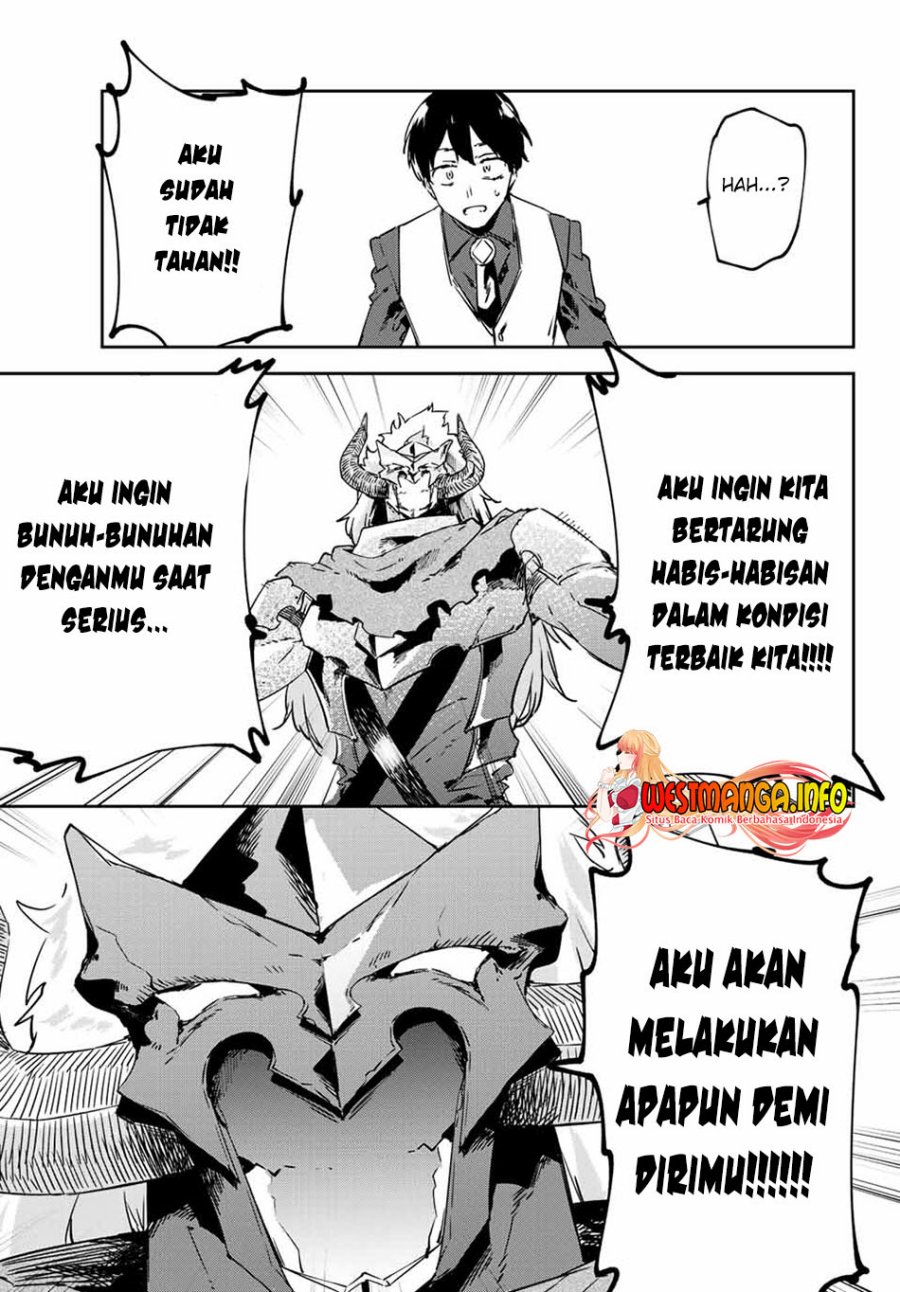 HAH...?
AKU
SUDAH
TIDAK
TAHAN!!
AKU INGIN KITA
BERTARUNG
HABIS-HABISAN
DALAM KONDISI
TERBAIK KITA!!!!
AKU INGIN
BUNUH-BUNUHAN
DENGANMU SAAT
SERIUS...
WESTMANGA.INFO
Situs Baca Komik Berbahasa Indonesia
AKU AKAN
MELAKUKAN
APAPUN DEMI
DIRIMU!!!!!!